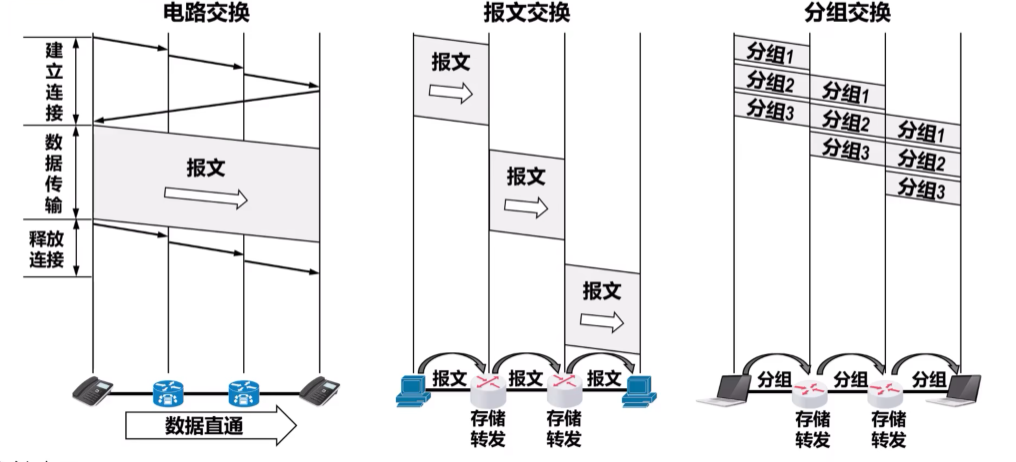 电路交换
建立连接
数据传输
释放连接
报文
数据直通
报文交换
报文
报文
报文
报文
报文
报文
存储
转发
存储
转发
分组交换
分组1
分组2
分组3
分组1
分组2
分组3
分组1
分组2
分组3
分组
分组
分组
存储
转发
存储
转发